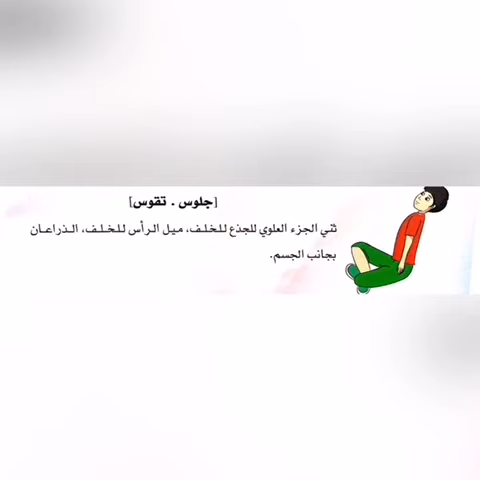 [جلوس . تقوس]
ثني الجزء العلوي للجذع للخلف، ميل الرأس للخلف، الذراعان
بجانب الجسم.